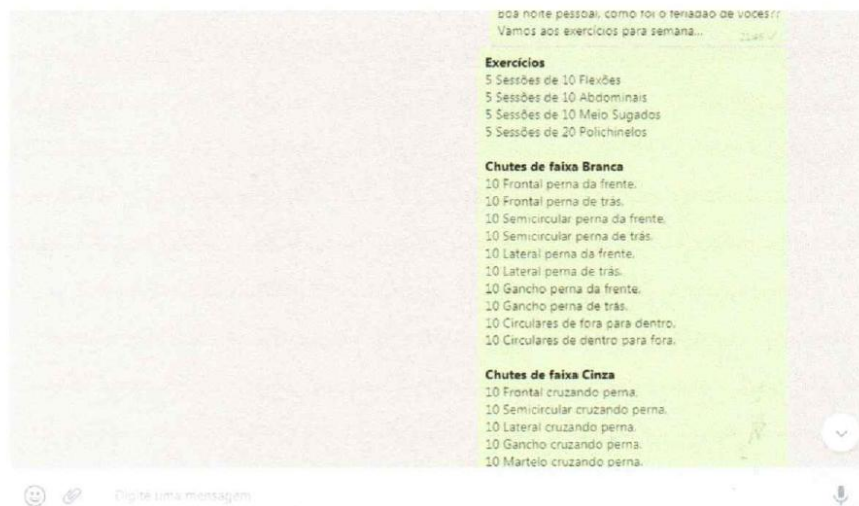 Boa noite pessoal, como foi o feriadão de vocês??
Vamos aos exercícios para semana...
Exercícios
5 Sessões de 10 Flexões
5 Sessões de 10 Abdominais
5 Sessões de 10 Meio Sugados
5 Sessões de 20 Polichinelos
Chutes de faixa Branca
10 Frontal perna da frente.
10 Frontal perna de trás.
10 Semicircular perna da frente.
10 Semicircular perna de trás.
10 Lateral perna da frente.
10 Lateral perna de trás.
10 Gancho perna da frente.
10 Gancho perna de trás.
10 Circulares de fora para dentro.
10 Circulares de dentro para fora.
Chutes de faixa Cinza
10 Frontal cruzando perna.
10 Semicircular cruzando perna.
10 Lateral cruzando perna.
10 Gancho cruzando perna.
10 Martelo cruzando perna.
Digite uma mensagem